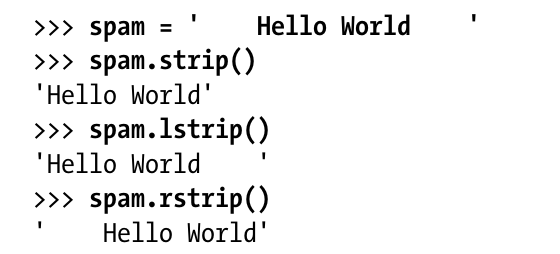 >>> spam = '    Hello World    '
>>> spam.strip()
'Hello World'
>>> spam.lstrip()
'Hello World    '
>>> spam.rstrip()
'    Hello World'